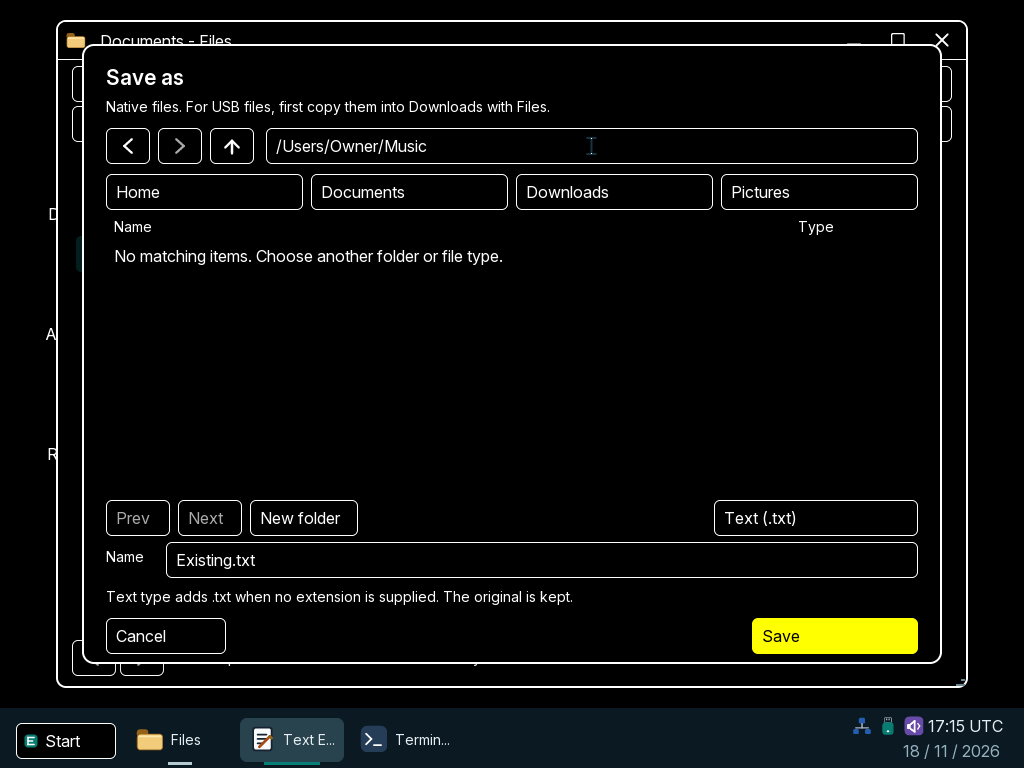 Documents - Files
Save as
Native files. For USB files, first copy them into Downloads with Files.
/Users/Owner/Music
Home
Documents
Downloads
Pictures
Name
Type
No matching items. Choose another folder or file type.
Prev
Next
New folder
Text (.txt)
Name
Existing.txt
Text type adds .txt when no extension is supplied. The original is kept.
Cancel
Save
Start
Files
Text E...
Termin...
17:15 UTC
18 / 11 / 2026